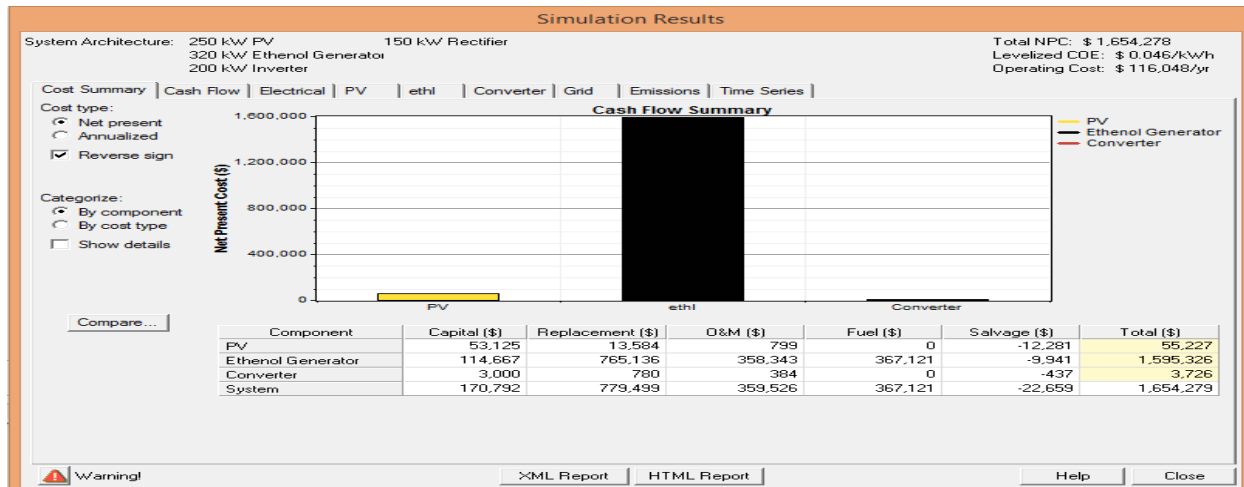 Simulation Results
System Architecture: 250 kW PV 150 kW Rectifier
320 kW Ethenol Generator
200 kW Inverter
Total NPC: $ 1,654,278
Levelized COE: $ 0.046/kWh
Operating Cost: $ 116,048/yr
Cost Summary Cash Flow Electrical PV ethl Converter Grid Emissions Time Series
Cost type:
Net present
Annualized
Reverse sign
Categorize:
By component
By cost type
Show details
Compare...
Cash Flow Summary
Net Present Cost ($)
1,600,000
1,200,000
800,000
400,000
0
PV ethl Converter
PV
Ethenol Generator
Converter
Component Capital ($) Replacement ($) O&M ($) Fuel ($) Salvage ($) Total ($)
PV 53,125 13,584 799 0 -12,281 55,227
Ethenol Generator 114,667 765,136 358,343 367,121 -9,941 1,595,326
Converter 3,000 780 384 0 -437 3,726
System 170,792 779,499 359,526 367,121 -22,659 1,654,279
Warning!
XML Report HTML Report Help Close